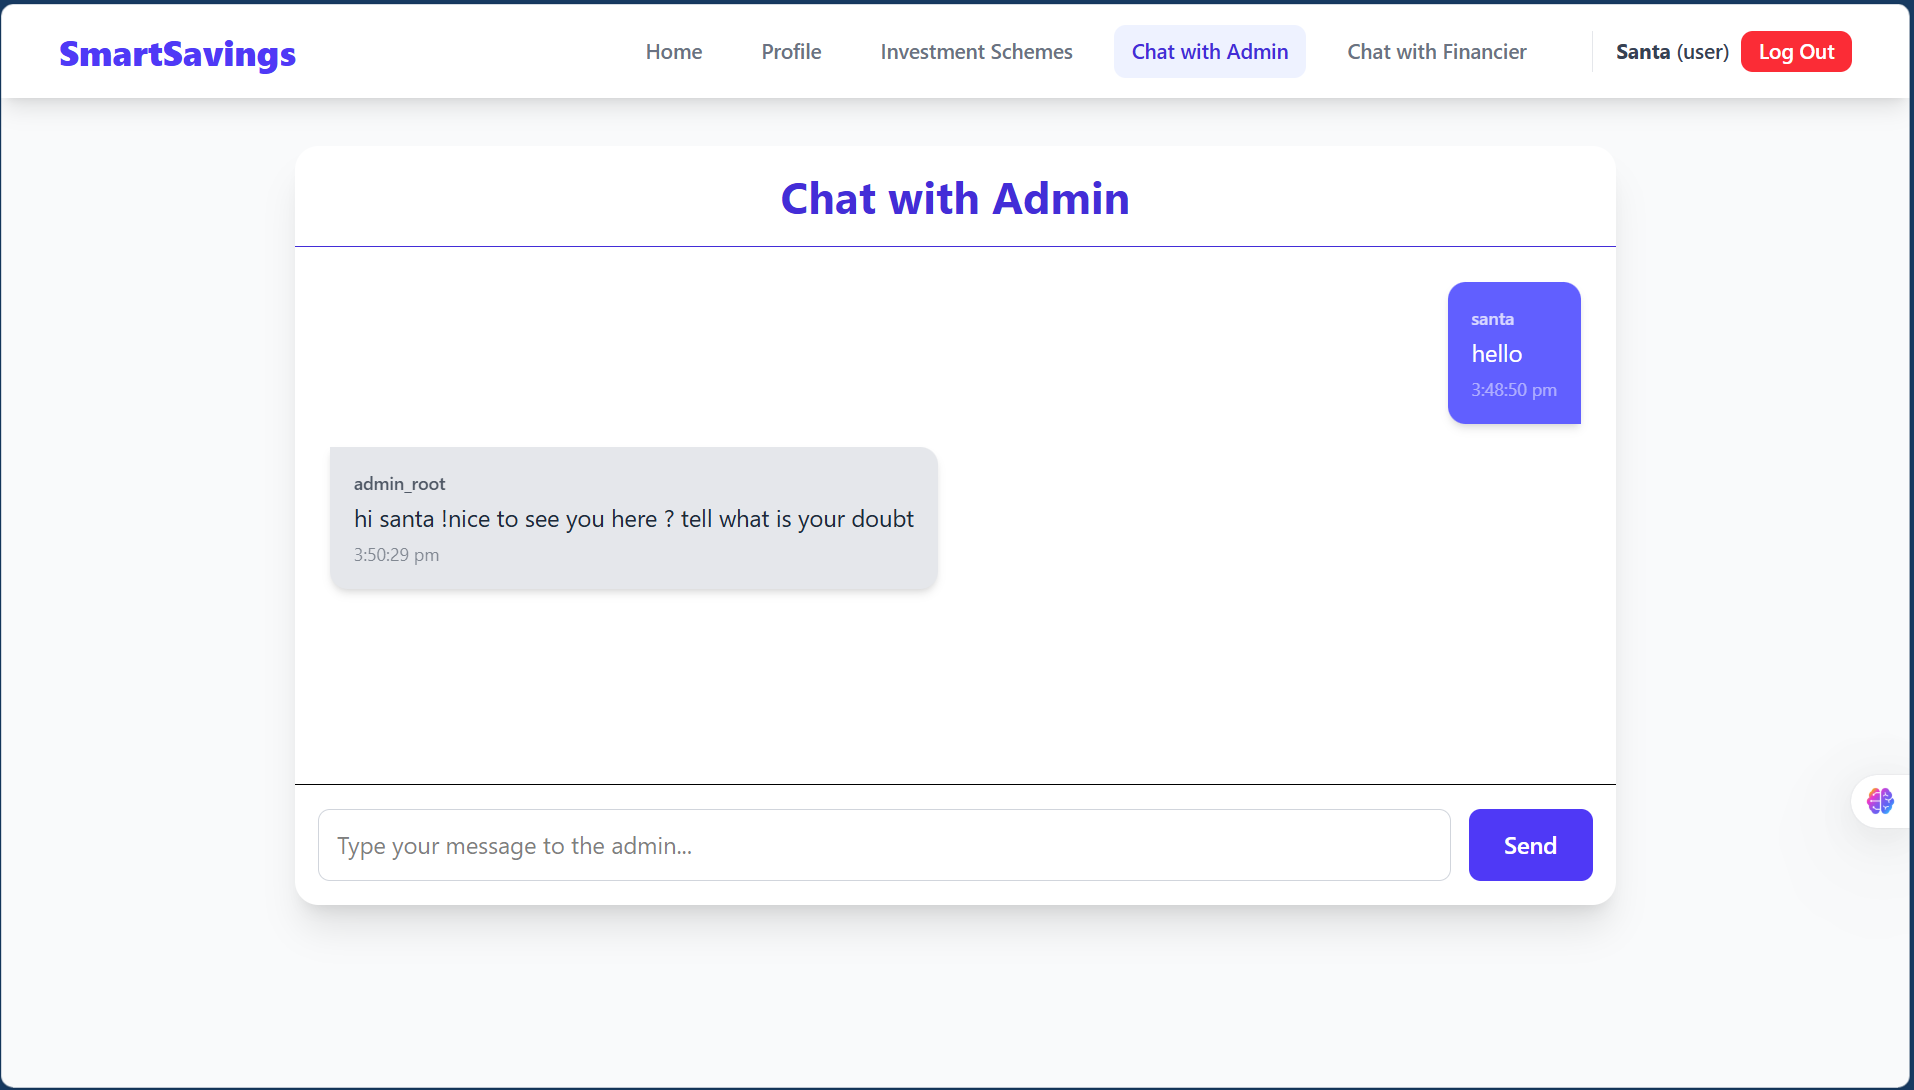 SmartSavings
Home
Profile
Investment Schemes
Chat with Admin
Chat with Financier
Santa (user)
Log Out
Chat with Admin
santa
hello
3:48:50 pm
admin_root
hi santa !nice to see you here ? tell what is your doubt
3:50:29 pm
Type your message to the admin...
Send